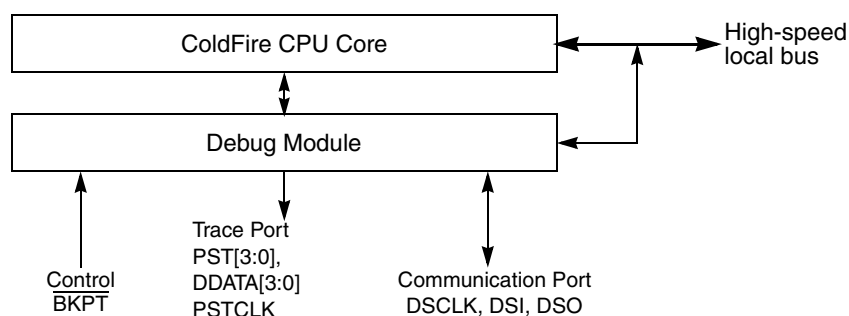 ColdFire CPU Core
High-speed
local bus
Debug Module
Trace Port
PST[3:0],
DDATA[3:0]
PSTCLK
Control
BKPT
Communication Port
DSCLK, DSI, DSO